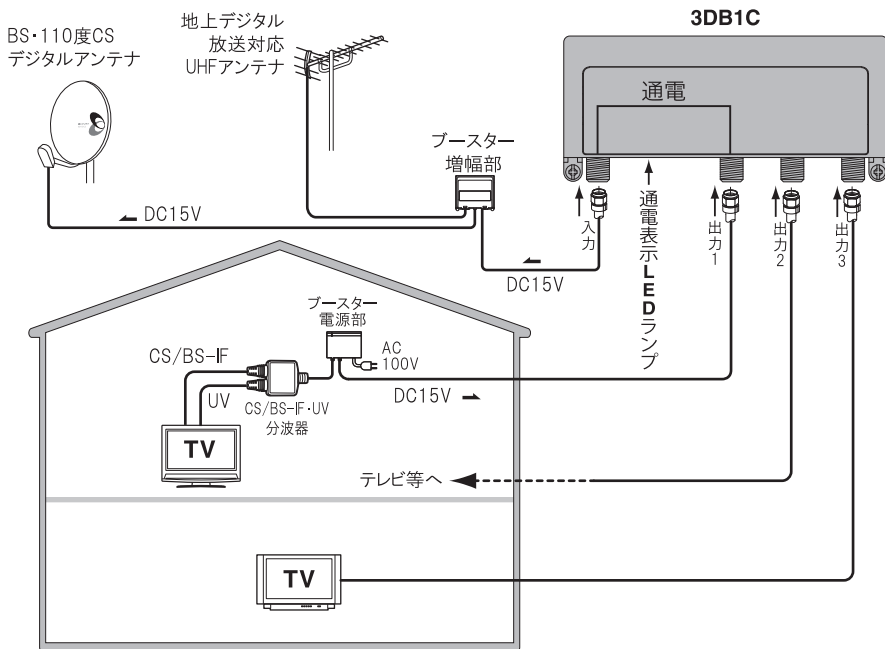 3DB1C
BS・110度CS
デジタルアンテナ
地上デジタル
放送対応
UHFアンテナ
ブースター
増幅部
通電
DC15V
DC15V
入力
通電表示LEDランプ
出力1
出力2
出力3
ブースター
電源部
AC
100V
CS/BS-IF
UV
CS/BS-IF・UV
分波器
DC15V
TV
テレビ等へ
TV